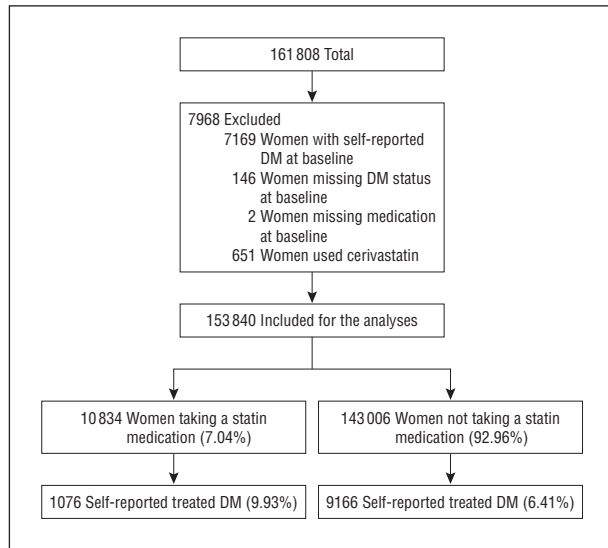 161 808 Total
7968 Excluded
7169 Women with self-reported
DM at baseline
146 Women missing DM status
at baseline
2 Women missing medication
at baseline
651 Women used cerivastatin
153 840 Included for the analyses
10 834 Women taking a statin
medication (7.04%)
143 006 Women not taking a statin
medication (92.96%)
1076 Self-reported treated DM (9.93%)
9166 Self-reported treated DM (6.41%)